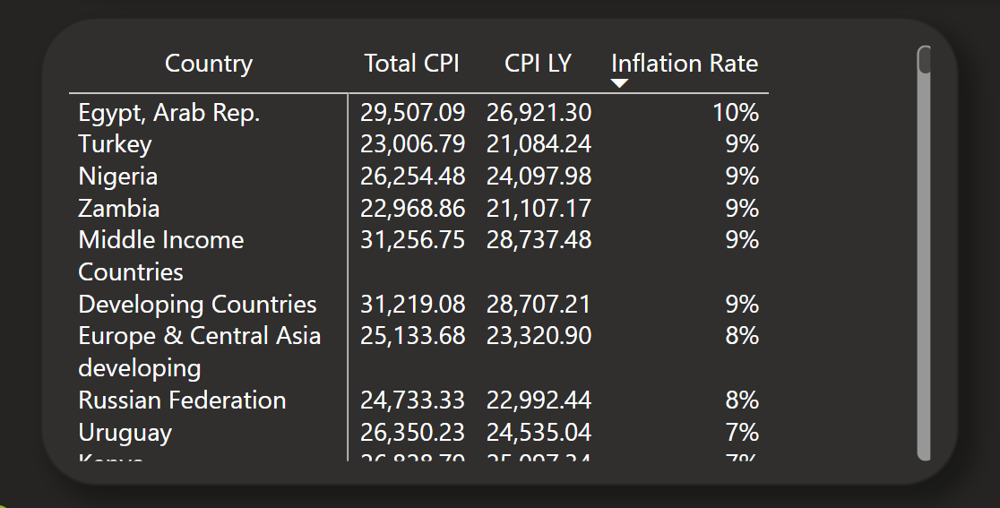 Country Total CPI CPI LY Inflation Rate
Egypt, Arab Rep. 29,507.09 26,921.30 10%
Turkey 23,006.79 21,084.24 9%
Nigeria 26,254.48 24,097.98 9%
Zambia 22,968.86 21,107.17 9%
Middle Income 31,256.75 28,737.48 9%
Countries
Developing Countries 31,219.08 28,707.21 9%
Europe & Central Asia 25,133.68 23,320.90 8%
developing
Russian Federation 24,733.33 22,992.44 8%
Uruguay 26,350.23 24,535.04 7%